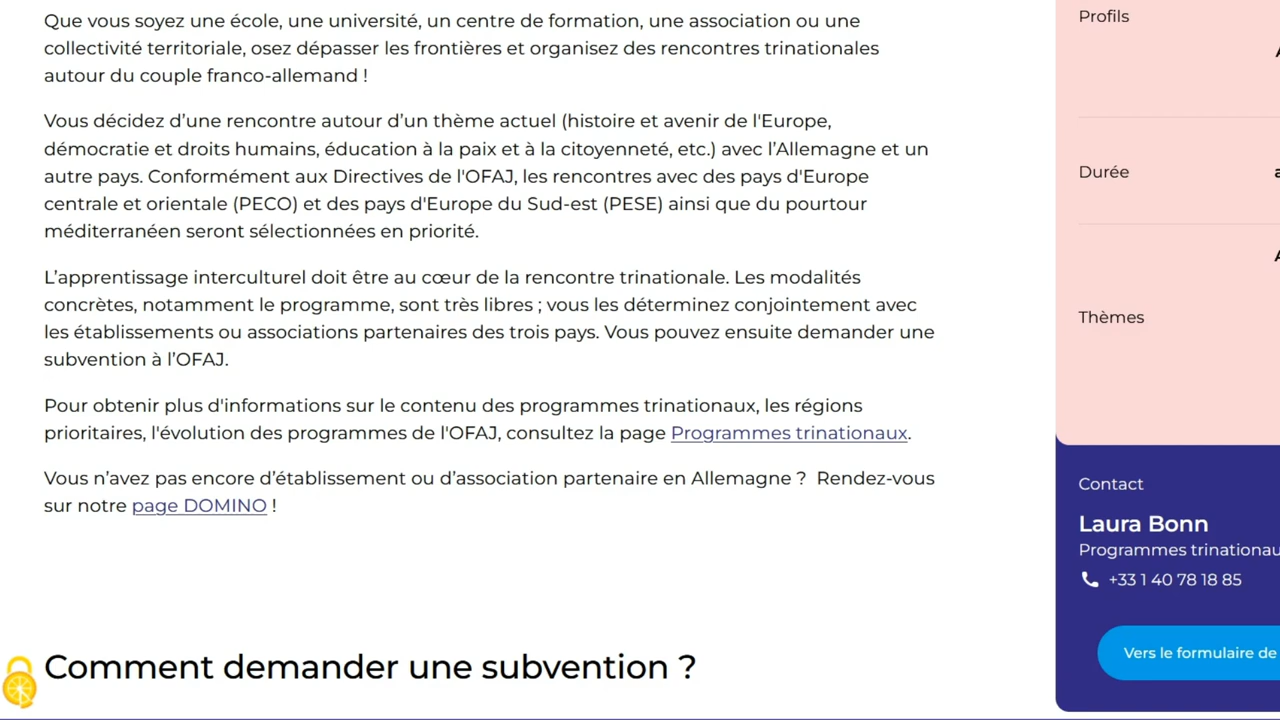 Que vous soyez une école, une université, un centre de formation, une association ou une
collectivité territoriale, osez dépasser les frontières et organisez des rencontres trinationales
autour du couple franco-allemand !
Vous décidez d’une rencontre autour d’un thème actuel (histoire et avenir de l'Europe,
démocratie et droits humains, éducation à la paix et à la citoyenneté, etc.) avec l’Allemagne et un
autre pays. Conformément aux Directives de l'OFAJ, les rencontres avec des pays d'Europe
centrale et orientale (PECO) et des pays d'Europe du Sud-est (PESE) ainsi que du pourtour
méditerranéen seront sélectionnées en priorité.
L’apprentissage interculturel doit être au cœur de la rencontre trinationale. Les modalités
concrètes, notamment le programme, sont très libres ; vous les déterminez conjointement avec
les établissements ou associations partenaires des trois pays. Vous pouvez ensuite demander une
subvention à l’OFAJ.
Pour obtenir plus d'informations sur le contenu des programmes trinationaux, les régions
prioritaires, l'évolution des programmes de l'OFAJ, consultez la page Programmes trinationaux.
Vous n’avez pas encore d’établissement ou d’association partenaire en Allemagne ?  Rendez-vous
sur notre page DOMINO !
Comment demander une subvention ?
Profils
Durée
Thèmes
Contact
Laura Bonn
Programmes
+33 1 40 78 18 85
Vers le formulaire de